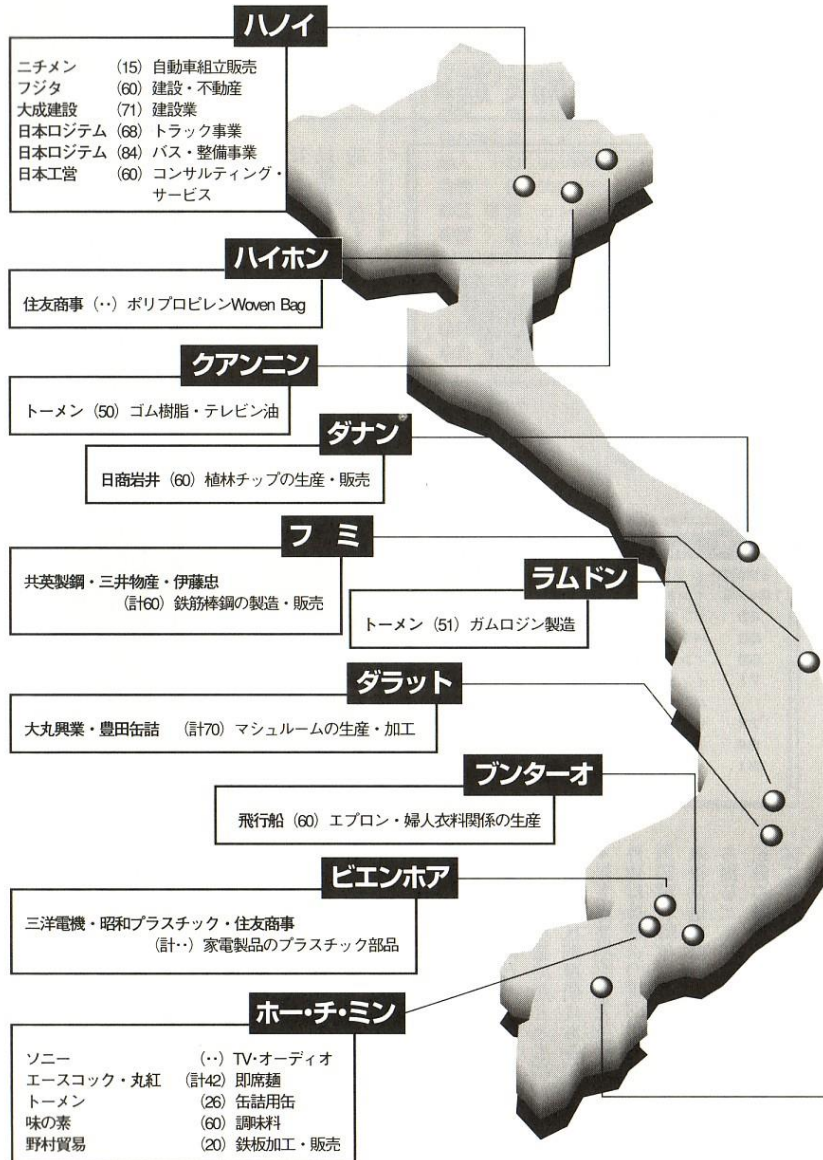 ハノイ
ニチメン (15) 自動車組立販売
フジタ (60) 建設・不動産
大成建設 (71) 建設業
日本ロジテム (68) トラック事業
日本ロジテム (84) バス・整備事業
日本工営 (60) コンサルティング・
サービス
ハイホン
住友商事 (‥) ポリプロピレンWoven Bag
クアンニン
トーメン (50) ゴム樹脂・テレビン油
ダナン
日商岩井 (60) 植林チップの生産・販売
フ ミ
共英製鋼・三井物産・伊藤忠
(計60) 鉄筋棒鋼の製造・販売
ラムドン
トーメン (51) ガムロジン製造
ダラット
大丸興業・豊田缶詰 (計70) マシュルームの生産・加工
ブンターオ
飛行船 (60) エプロン・婦人衣料関係の生産
ビエンホア
三洋電機・昭和プラスチック・住友商事
(計‥) 家電製品のプラスチック部品
ホー・チ・ミン
ソニー (‥) TV・オーディオ
エースコック・丸紅 (計42) 即席麺
トーメン (26) 缶詰用缶
味の素 (60) 調味料
野村貿易 (20) 鉄板加工・販売